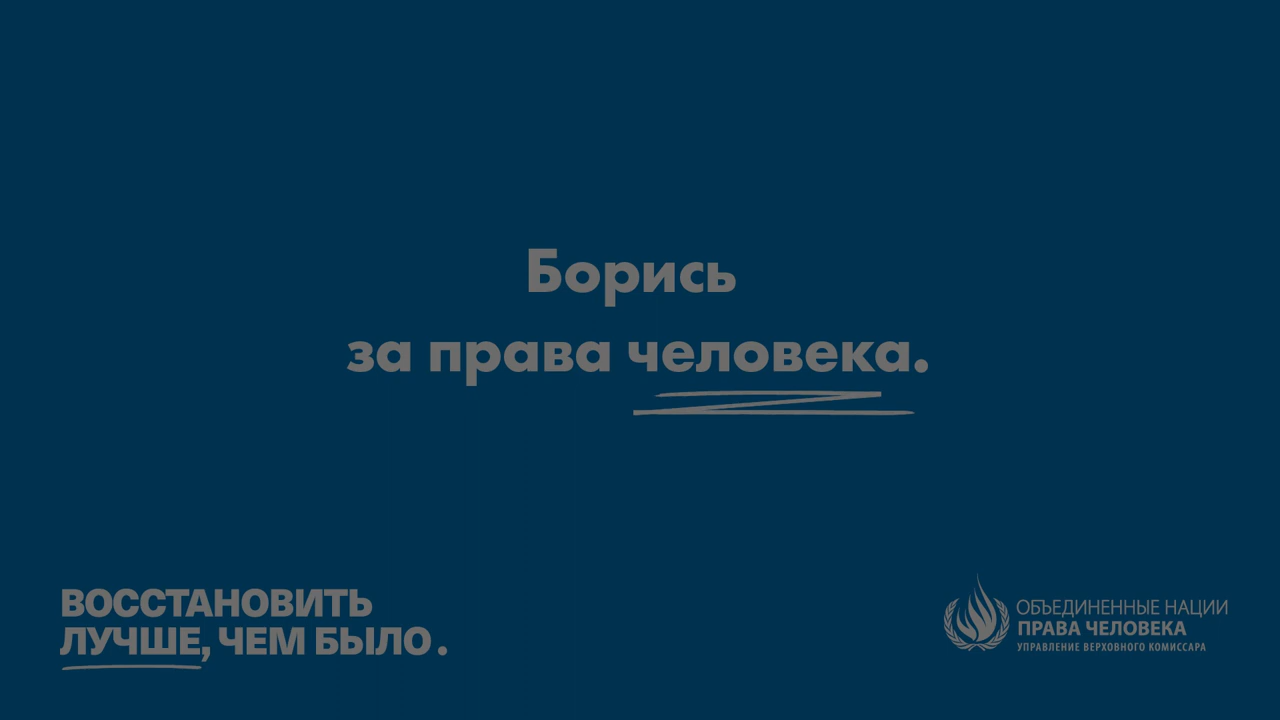 Борись
за права человека.
ВОССТАНОВИТЬ
ЛУЧШЕ, ЧЕМ БЫЛО.
ОБЪЕДИНЕННЫЕ НАЦИИ
ПРАВА ЧЕЛОВЕКА
УПРАВЛЕНИЕ ВЕРХОВНОГО КОМИССАРА